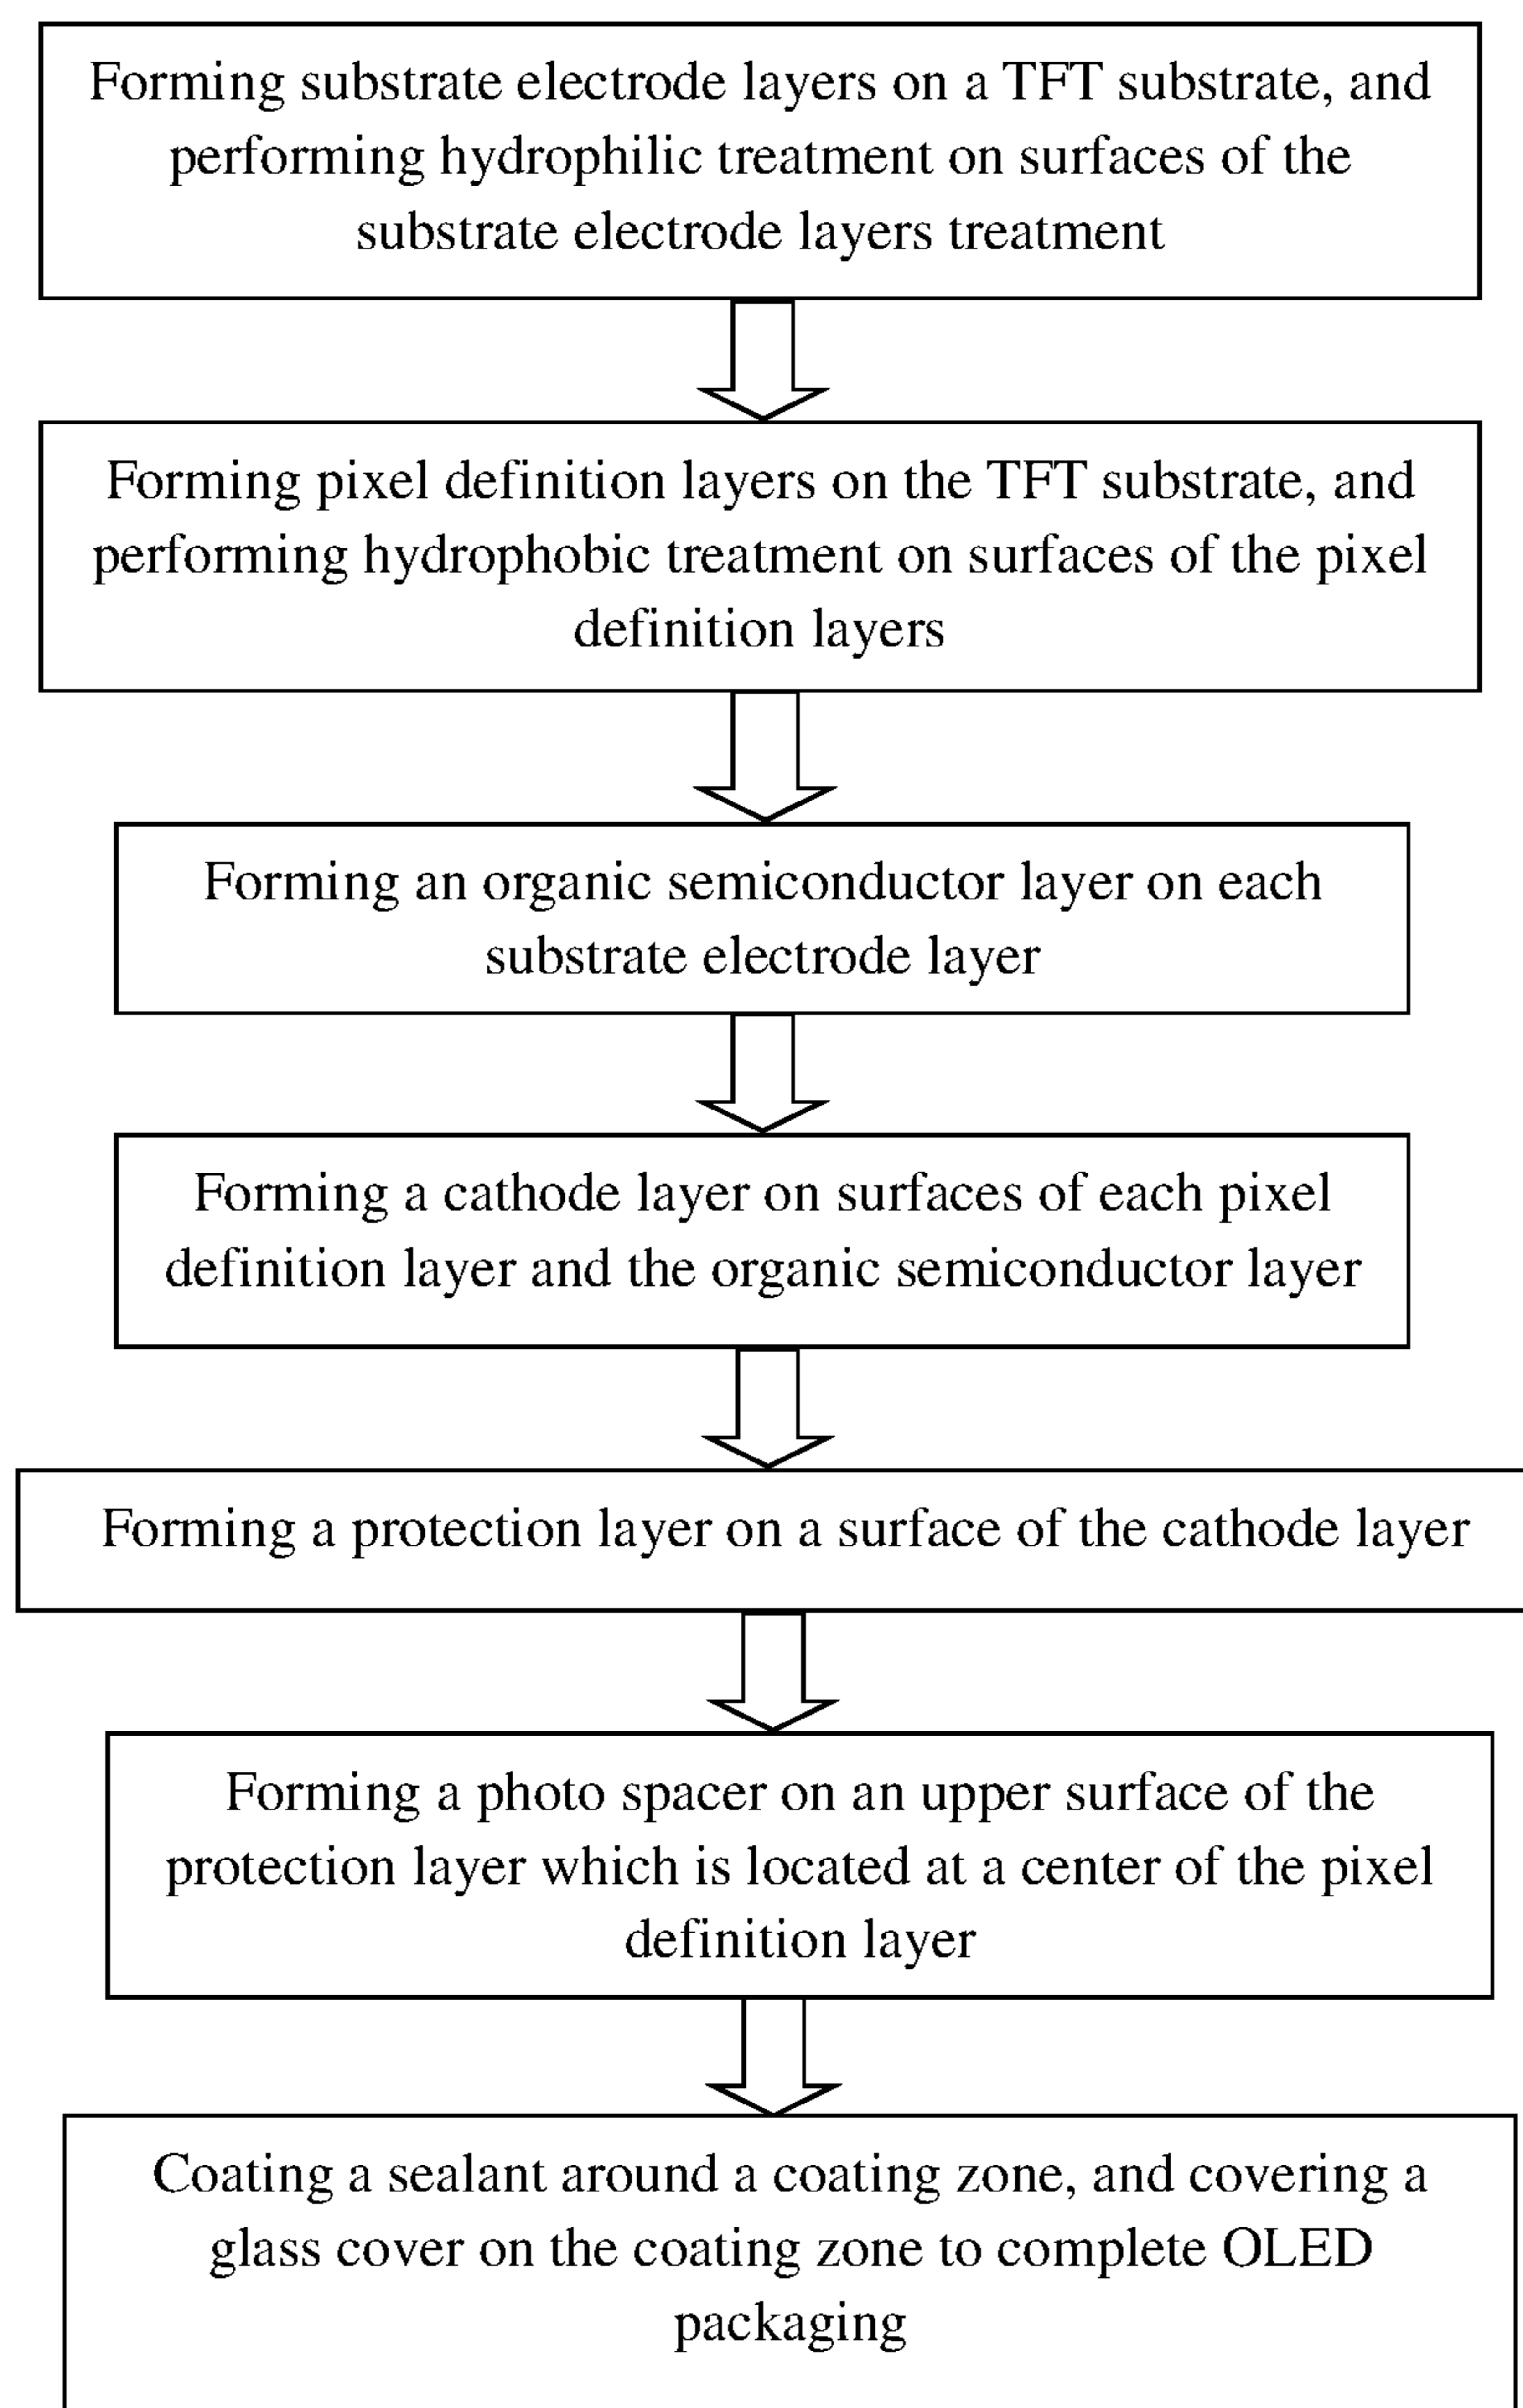 Forming substrate electrode layers on a TFT substrate, and
performing hydrophilic treatment on surfaces of the
substrate electrode layers treatment
Forming pixel definition layers on the TFT substrate, and
performing hydrophobic treatment on surfaces of the pixel
definition layers
Forming an organic semiconductor layer on each
substrate electrode layer
Forming a cathode layer on surfaces of each pixel
definition layer and the organic semiconductor layer
Forming a protection layer on a surface of the cathode layer
Forming a photo spacer on an upper surface of the
protection layer which is located at a center of the pixel
definition layer
Coating a sealant around a coating zone, and covering a
glass cover on the coating zone to complete OLED
packaging